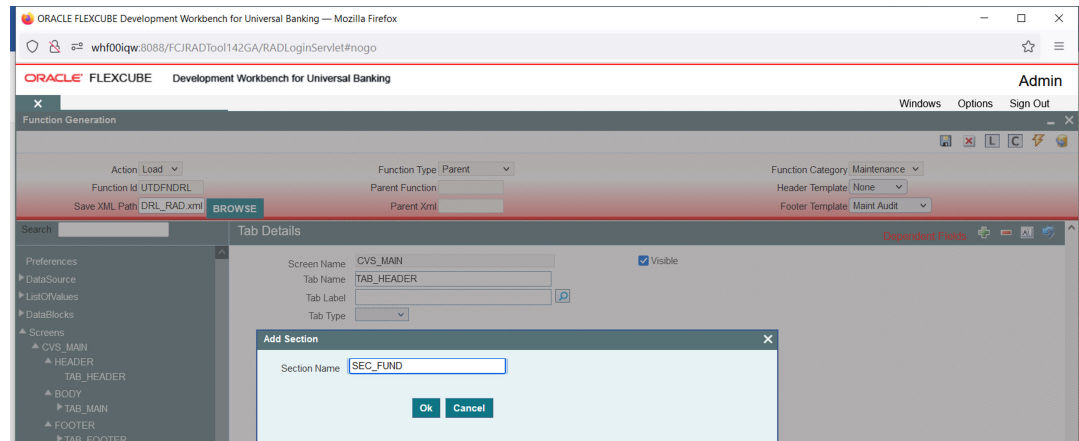 ORACLE FLEXCUBE Development Workbench for Universal Banking — Mozilla Firefox
whf00iqw:8088/FCJRADTool142GA/RADLoginServlet#nogo
ORACLE FLEXCUBE Development Workbench for Universal Banking
Admin
Windows Options Sign Out
Function Generation
L C
Action Load Function Type Parent Function Category Maintenance
Function Id UTDFNDRL Parent Function Header Template None
Save XML Path DRL_RAD.xml BROWSE Parent Xml Footer Template Maint Audit
Search Tab Details Dependent Fields
Preferences
Screen Name CVS_MAIN Visible
DataSource
Tab Name TAB_HEADER
ListOfValues
Tab Label
DataBlocks
Tab Type
Screens
CVS_MAIN
HEADER
TAB_HEADER
BODY
TAB_MAIN
FOOTER
TAB_FOOTER
Add Section
Section Name SEC_FUND
Ok Cancel